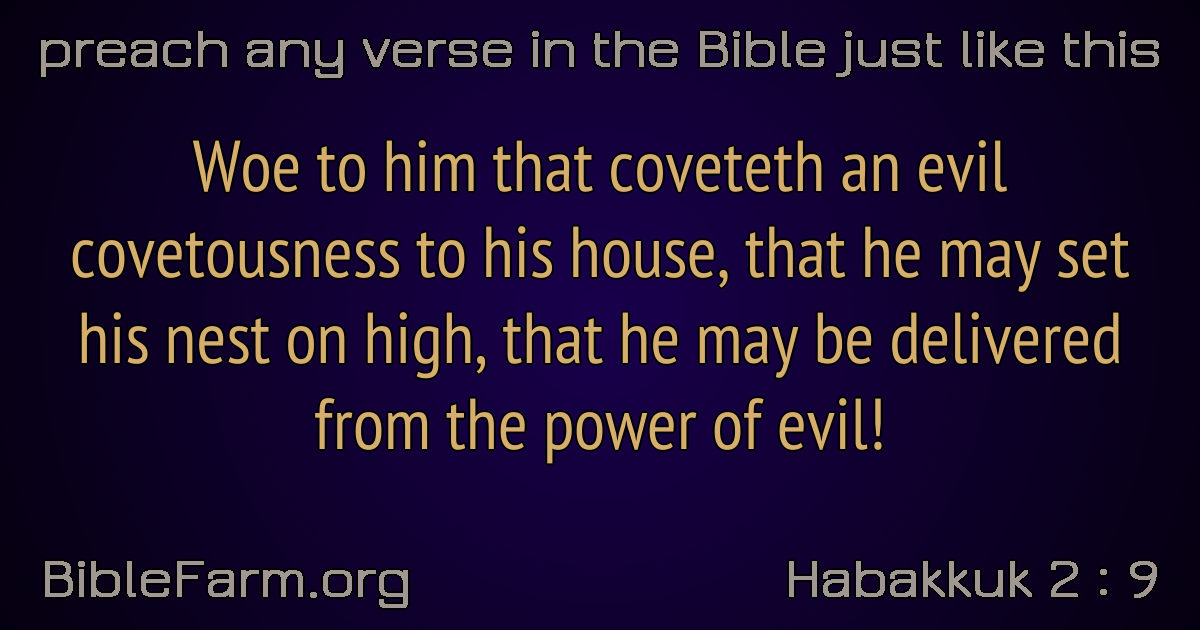 preach any verse in the Bible just like this
Woe to him that coveteth an evil
covetousness to his house, that he may set
his nest on high, that he may be delivered
from the power of evil!
BibleFarm.org
Habakkuk 2 : 9